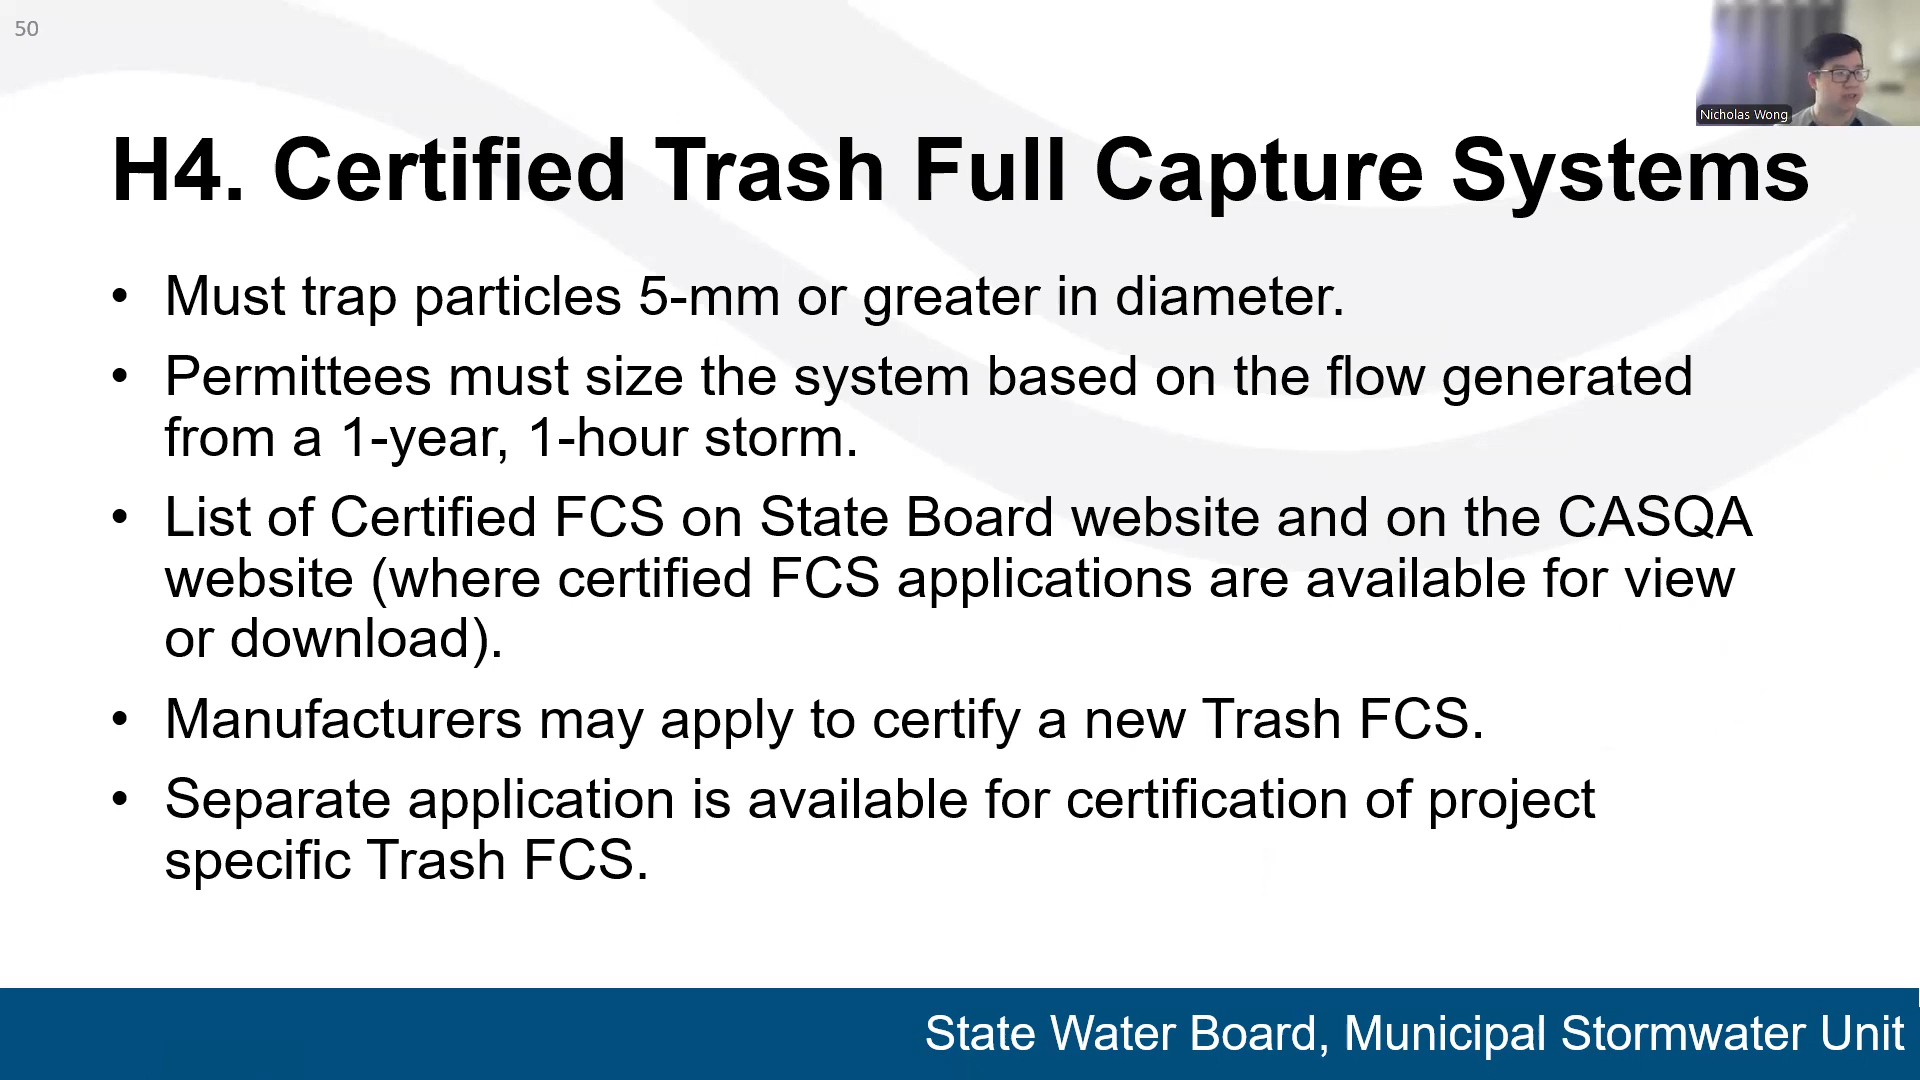 50
Nicholas Wong
H4. Certified Trash Full Capture Systems
• Must trap particles 5-mm or greater in diameter.
• Permittees must size the system based on the flow generated
from a 1-year, 1-hour storm.
• List of Certified FCS on State Board website and on the CASQA
website (where certified FCS applications are available for view
or download).
• Manufacturers may apply to certify a new Trash FCS.
• Separate application is available for certification of project
specific Trash FCS.
State Water Board, Municipal Stormwater Unit